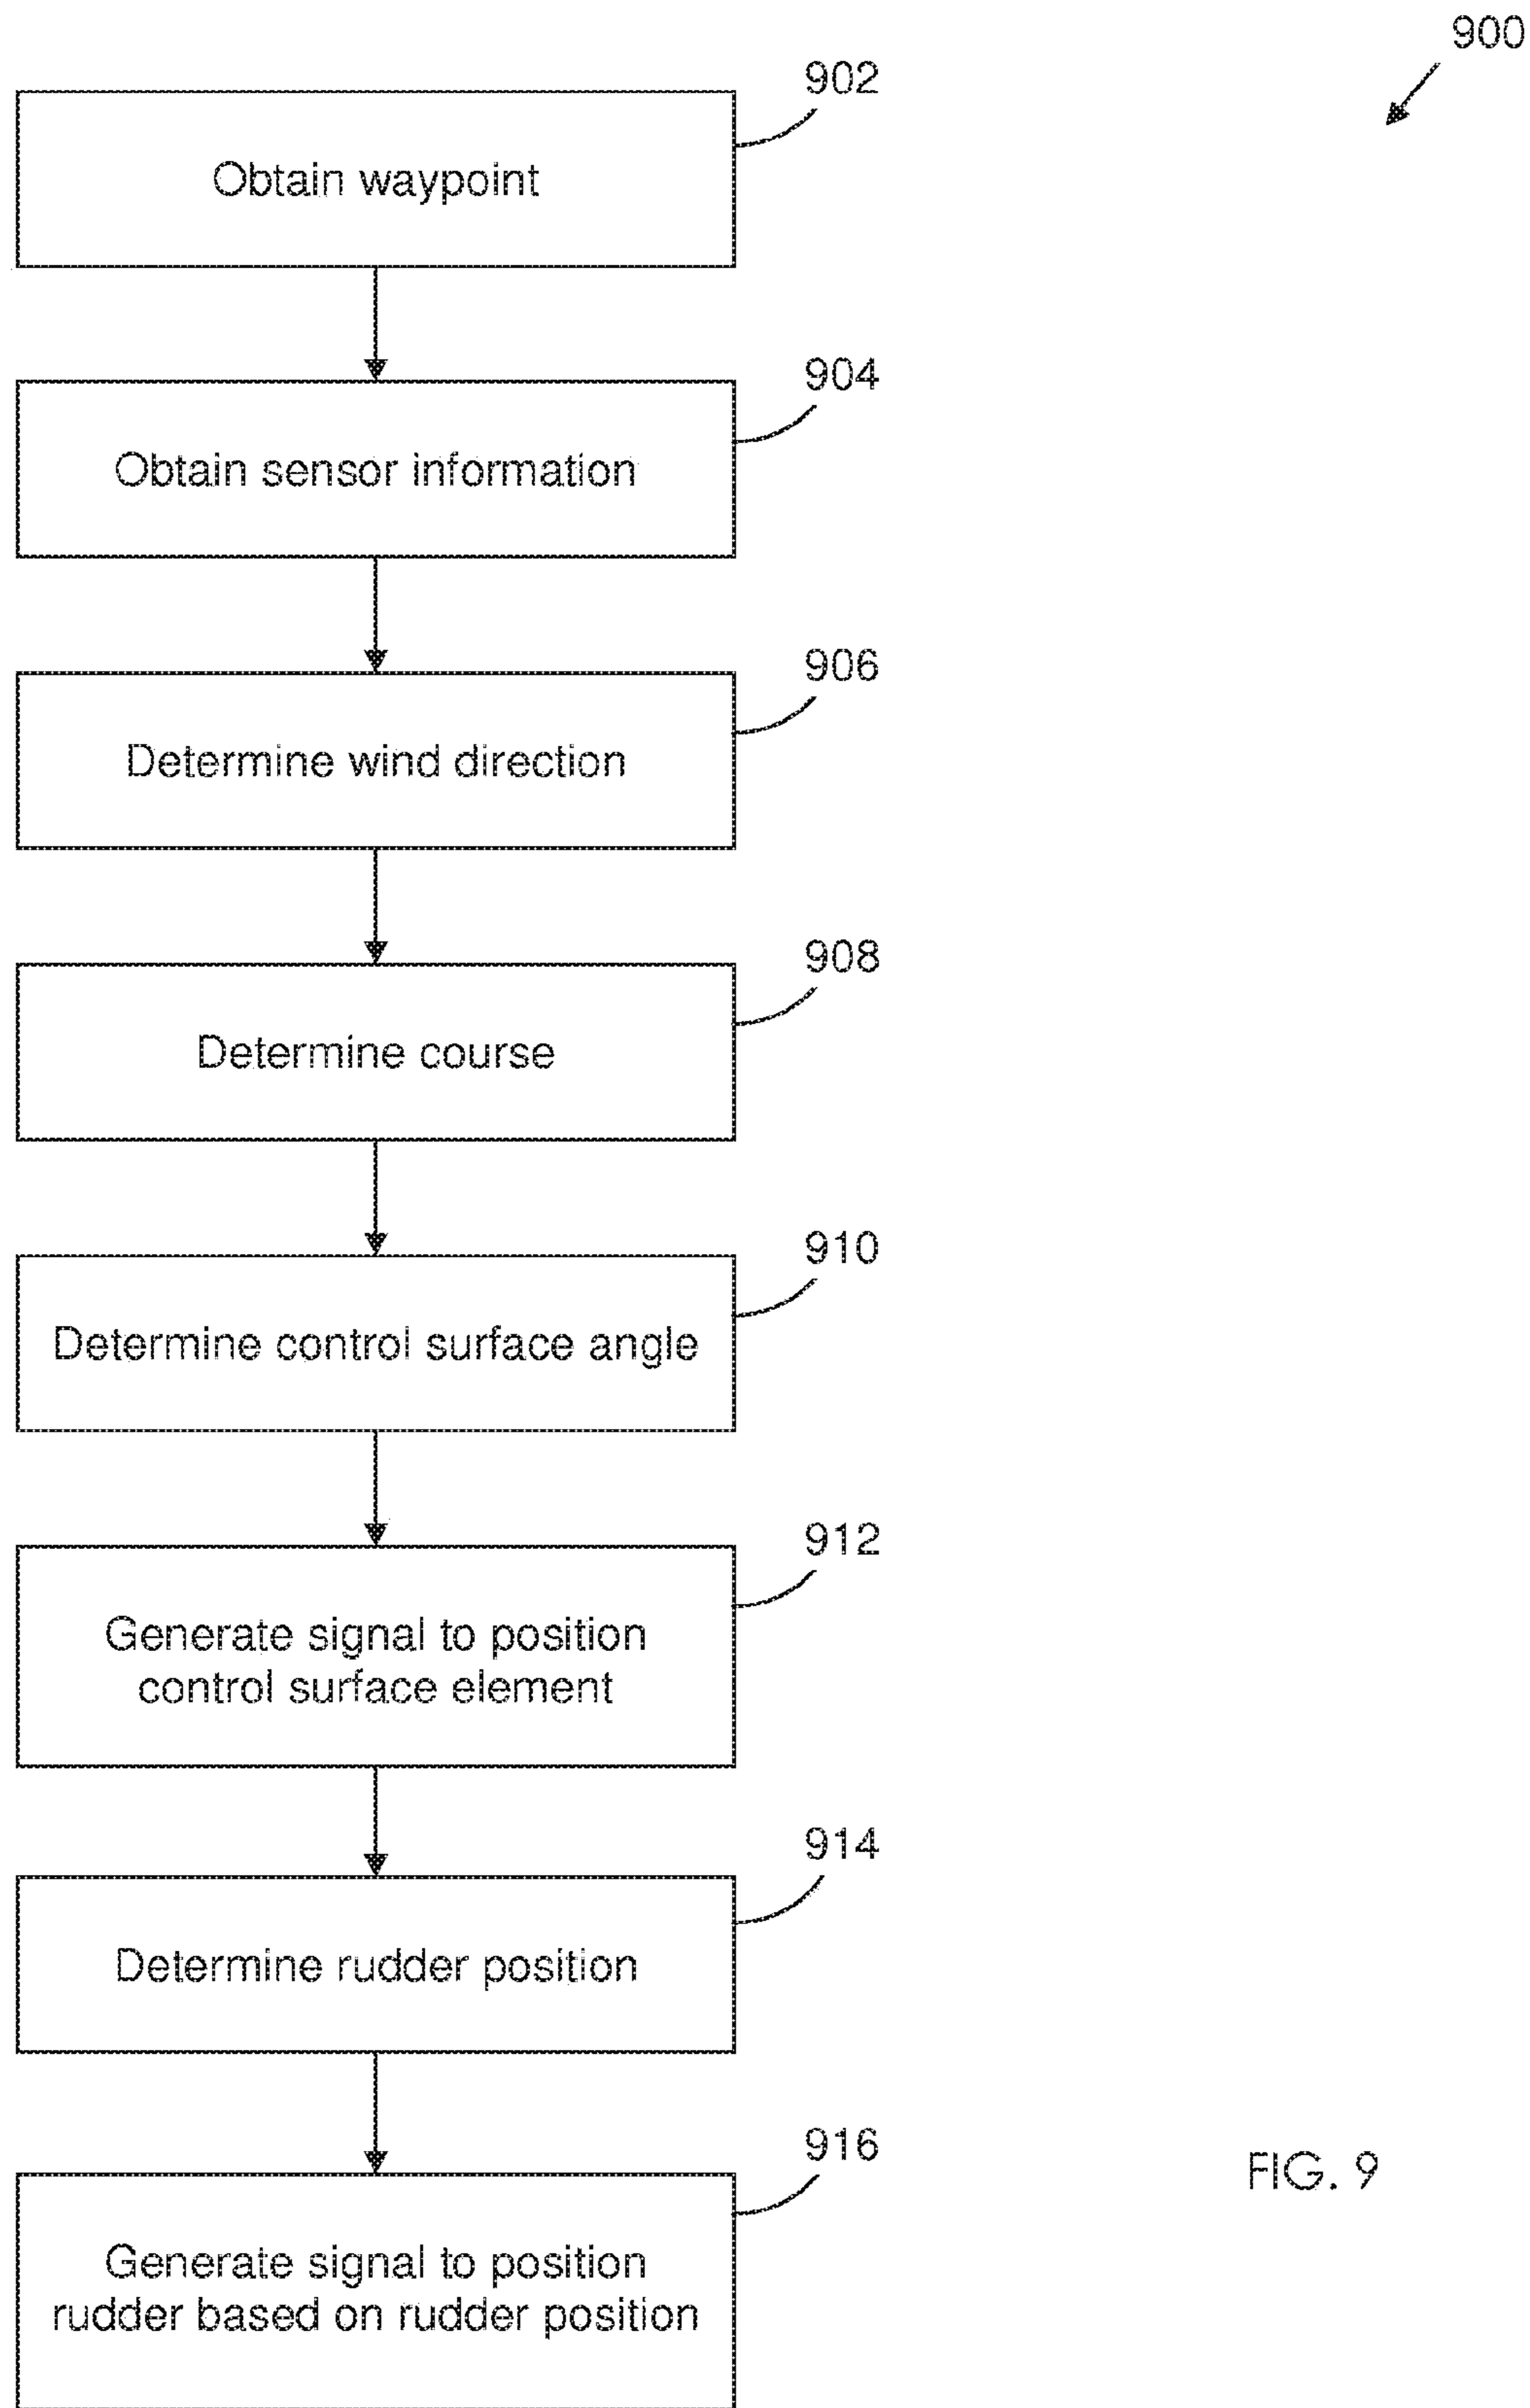 900
902
Obtain waypoint
904
Obtain sensor information
906
Determine wind direction
908
Determine course
910
Determine control surface angle
912
Generate signal to position
control surface element
914
Determine rudder position
916
Generate signal to position
rudder based on rudder position
FIG. 9